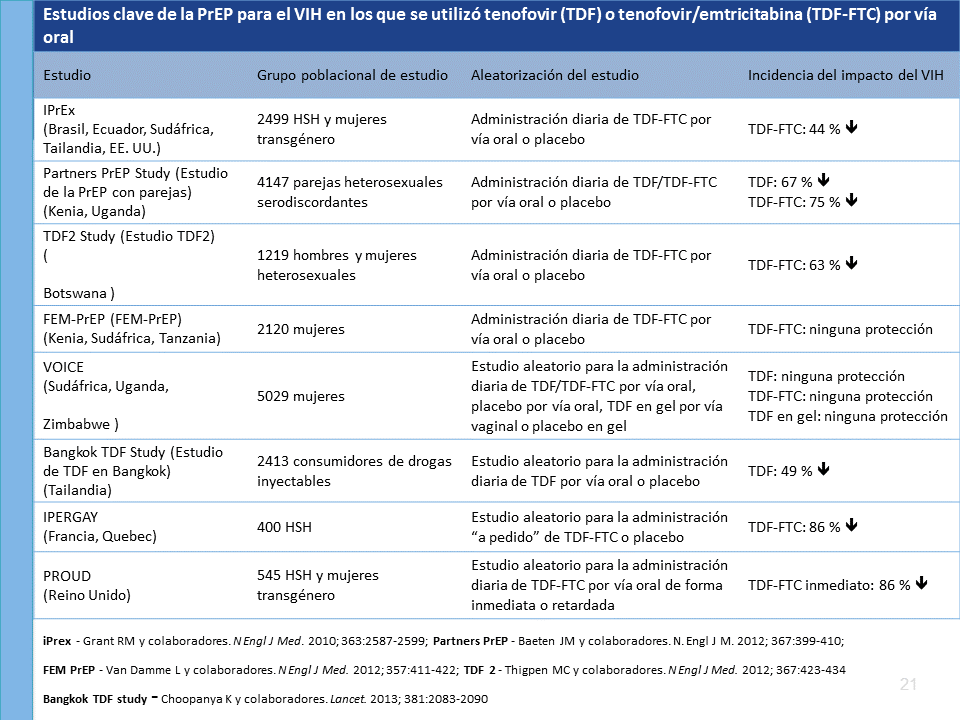 Estudios clave de la PrEP para el VIH en los que se utilizó tenofovir (TDF) o tenofovir/emtricitabina (TDF-FTC) por vía
oral
Estudio
Grupo poblacional de estudio
Aleatorización del estudio
Incidencia del impacto del VIH
IPrEx
(Brasil, Ecuador, Sudáfrica,
Tailandia, EE. UU.)
2499 HSH y mujeres
transgénero
Administración diaria de TDF-FTC por
vía oral o placebo
TDF-FTC: 44 % 🡫
Partners PrEP Study (Estudio
de la PrEP con parejas)
(Kenia, Uganda)
4147 parejas heterosexuales
serodiscordantes
Administración diaria de TDF/TDF-FTC
por vía oral o placebo
TDF: 67 % 🡫
TDF-FTC: 75 % 🡫
TDF2 Study (Estudio TDF2)
(
Botswana )
1219 hombres y mujeres
heterosexuales
Administración diaria de TDF-FTC por
vía oral o placebo
TDF-FTC: 63 % 🡫
FEM-PrEP (FEM-PrEP)
(Kenia, Sudáfrica, Tanzania)
2120 mujeres
Administración diaria de TDF-FTC por
vía oral o placebo
TDF-FTC: ninguna protección
VOICE
(Sudáfrica, Uganda,
Zimbabwe )
5029 mujeres
Estudio aleatorio para la administración
diaria de TDF/TDF-FTC por vía oral,
placebo por vía oral, TDF en gel por vía
vaginal o placebo en gel
TDF: ninguna protección
TDF-FTC: ninguna protección
TDF en gel: ninguna protección
Bangkok TDF Study (Estudio
de TDF en Bangkok)
(Tailandia)
2413 consumidores de drogas
inyectables
Estudio aleatorio para la administración
diaria de TDF por vía oral o placebo
TDF: 49 % 🡫
IPERGAY
(Francia, Quebec)
400 HSH
Estudio aleatorio para la administración
“a pedido” de TDF-FTC o placebo
TDF-FTC: 86 % 🡫
PROUD
(Reino Unido)
545 HSH y mujeres
transgénero
Estudio aleatorio para la administración
diaria de TDF-FTC por vía oral de forma
inmediata o retardada
TDF-FTC inmediato: 86 % 🡫
iPrex - Grant RM y colaboradores. N Engl J Med. 2010; 363:2587-2599; Partners PrEP - Baeten JM y colaboradores. N. Engl J M. 2012; 367:399-410;
FEM PrEP - Van Damme L y colaboradores. N Engl J Med. 2012; 357:411-422; TDF 2 - Thigpen MC y colaboradores. N Engl J Med. 2012; 367:423-434
Bangkok TDF study - Choopanya K y colaboradores. Lancet. 2013; 381:2083-2090
21